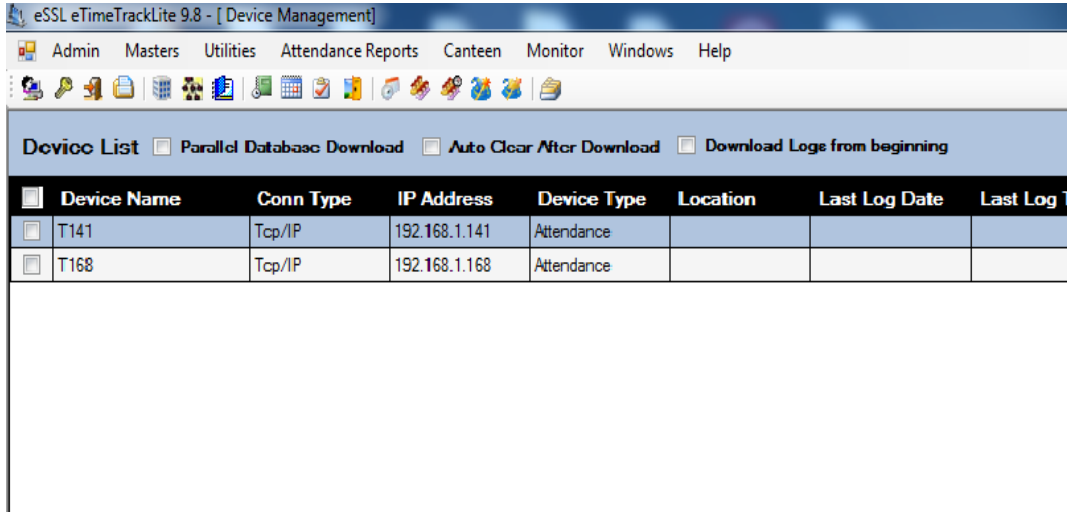 eSSL eTimeTrackLite 9.8 - [ Device Management]
Admin Masters Utilities Attendance Reports Canteen Monitor Windows Help
Device List Parallel Database Download Auto Clear After Download Download Logs from beginning
Device Name Conn Type IP Address Device Type Location Last Log Date Last Log T
T141 Tcp/IP 192.168.1.141 Attendance
T168 Tcp/IP 192.168.1.168 Attendance